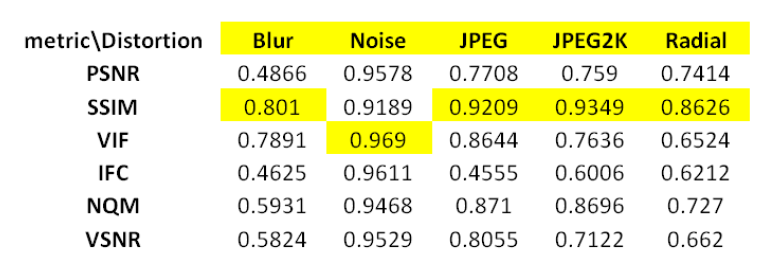 metric\Distortion Blur Noise JPEG JPEG2K Radial
PSNR 0.4866 0.9578 0.7708 0.759 0.7414
SSIM 0.801 0.9189 0.9209 0.9349 0.8626
VIF 0.7891 0.969 0.8644 0.7636 0.6524
IFC 0.4625 0.9611 0.4555 0.6006 0.6212
NQM 0.5931 0.9468 0.871 0.8696 0.727
VSNR 0.5824 0.9529 0.8055 0.7122 0.662